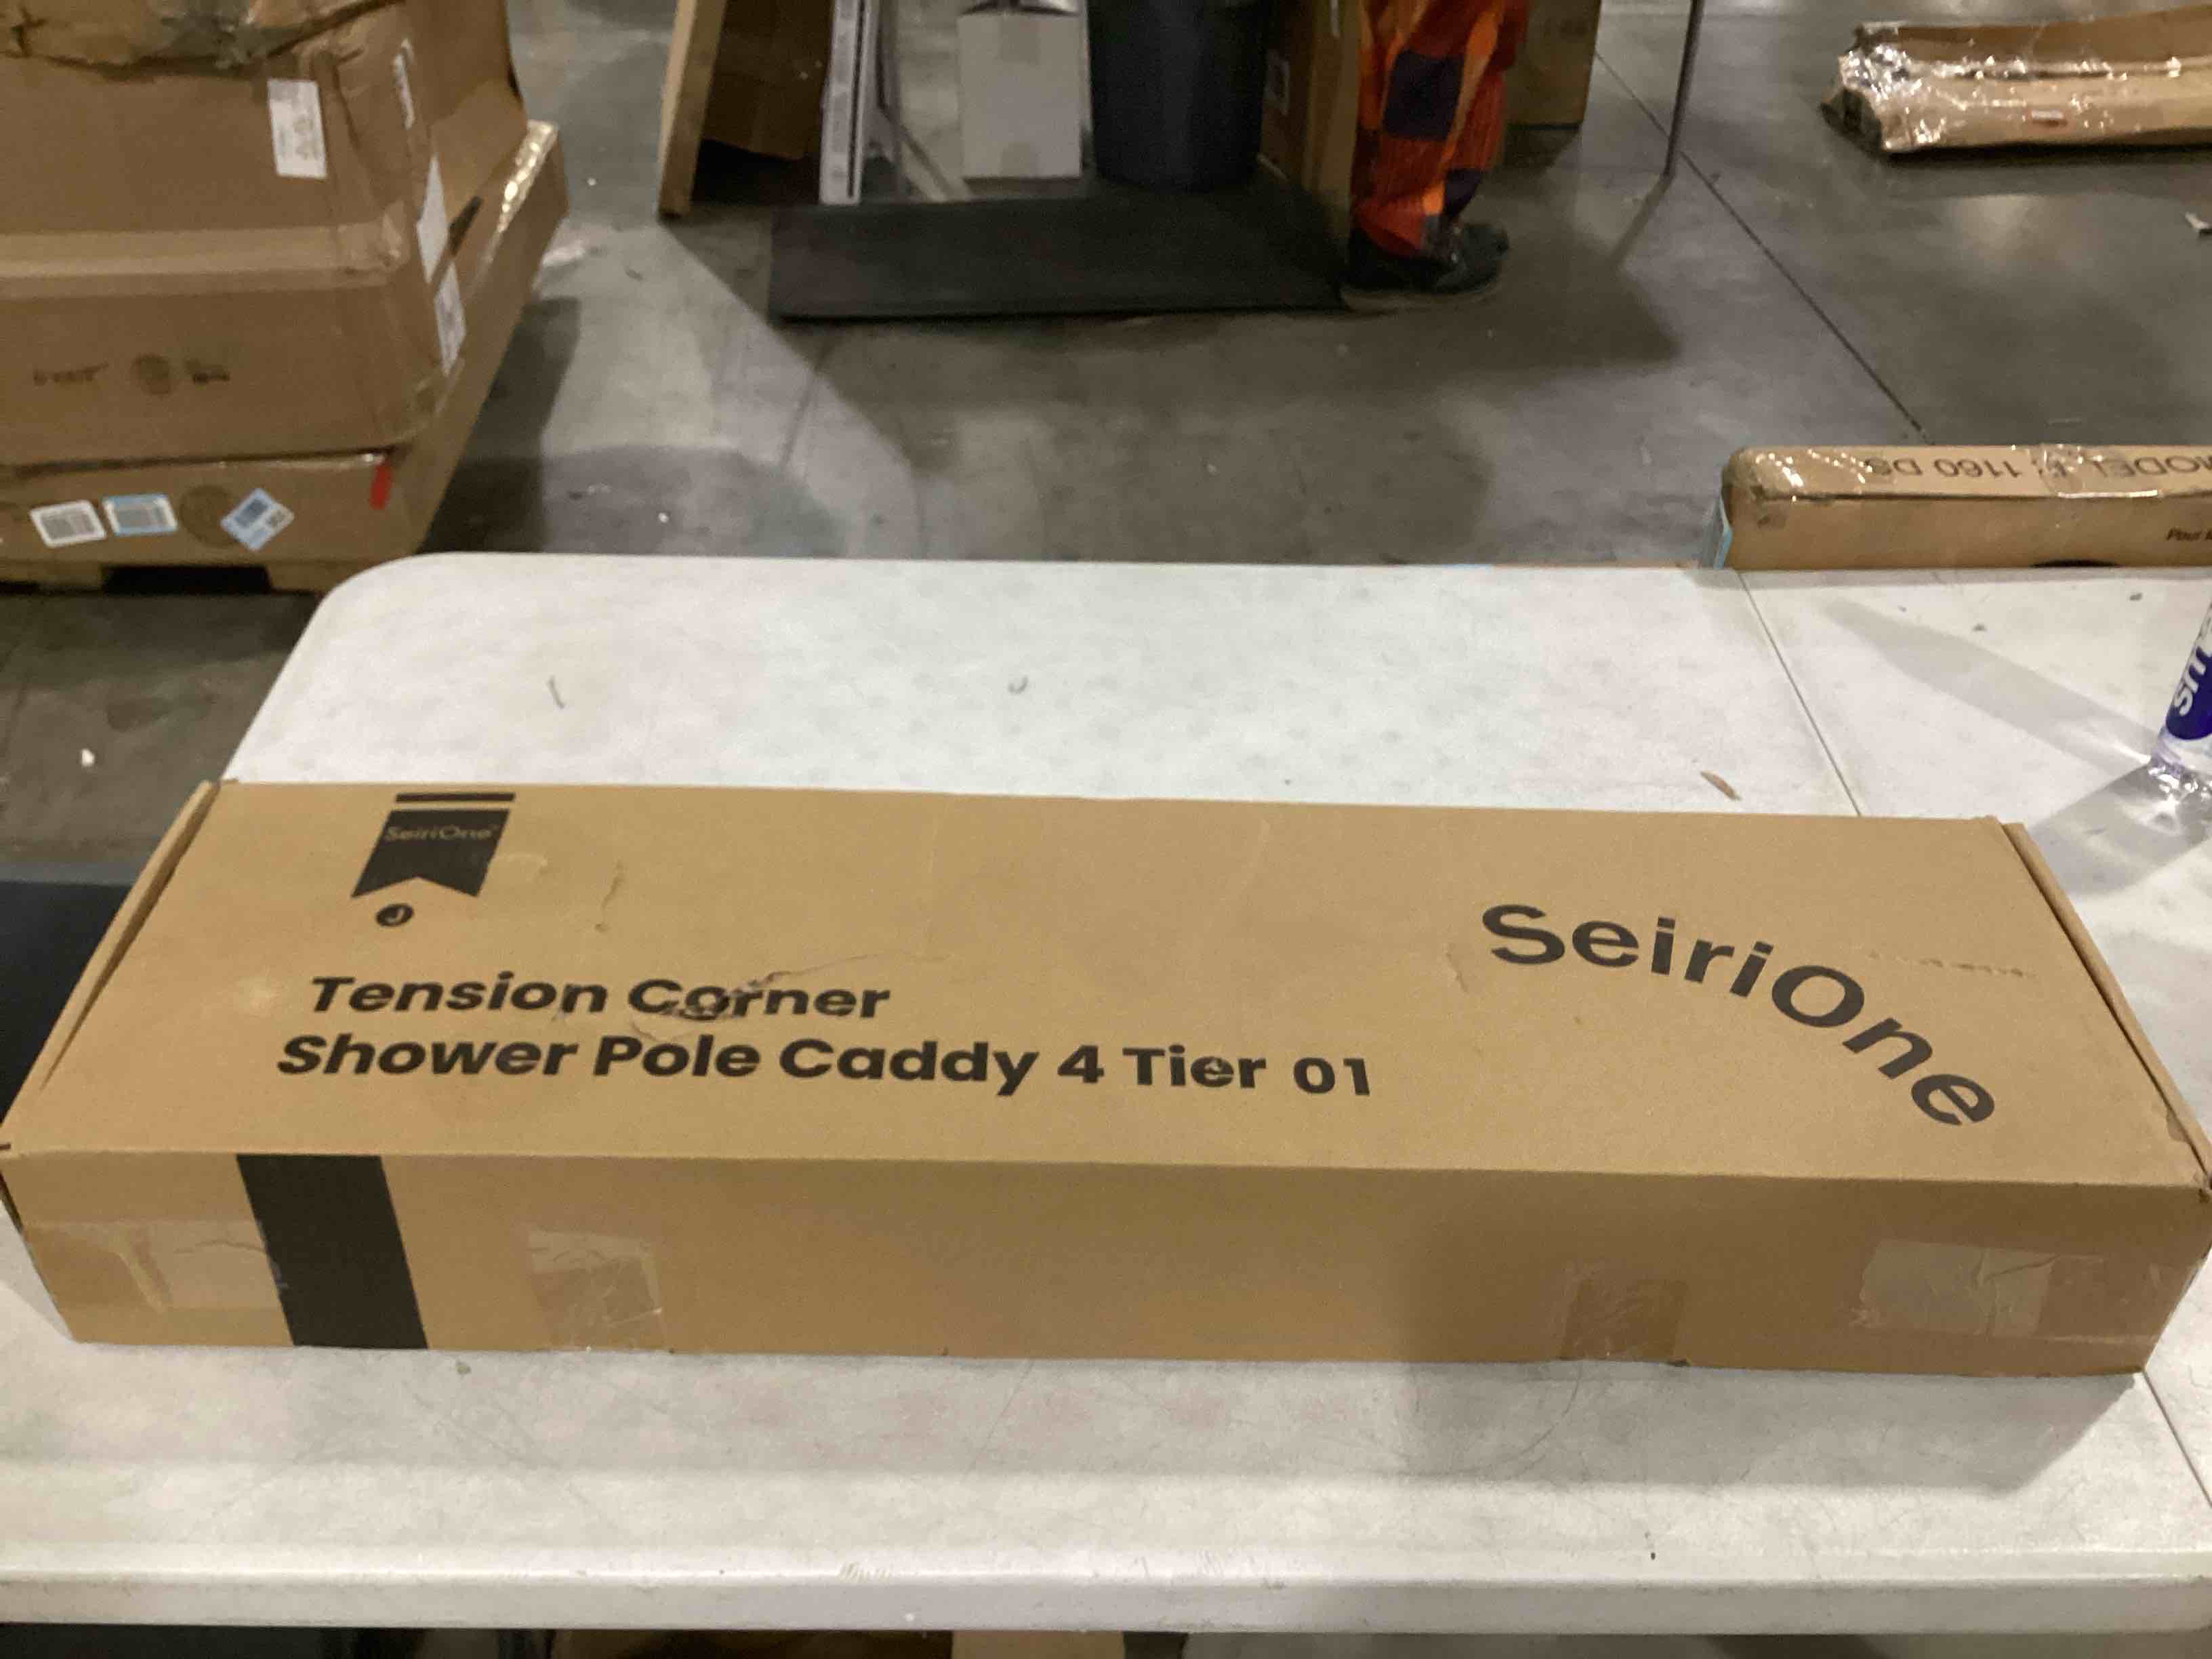 SeiriOne
Tension Corner
Shower Pole Caddy 4 Tier 01
SeiriOne